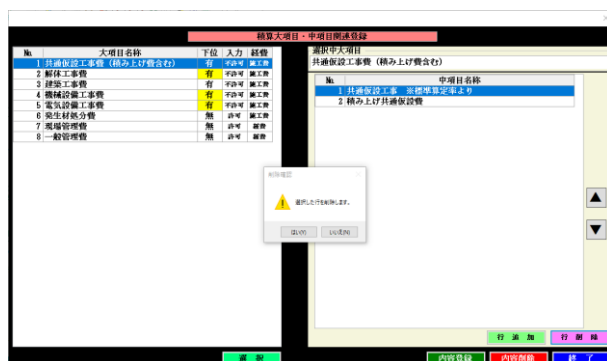 積算大項目・中項目関連登録
№ 大項目名称 下位 入力 経費
1 共通仮設工事費（積み上げ費含む） 有 不許可 施工費
2 解体工事費 有 不許可 施工費
3 建築工事費 有 不許可 施工費
4 機械設備工事費 有 不許可 施工費
5 電気設備工事費 有 不許可 施工費
6 発生材処分費 無 許可 施工費
7 現場管理費 無 許可 経費
8 一般管理費 無 許可 経費
選択中大項目
共通仮設工事費（積み上げ費含む）
№ 中項目名称
1 共通仮設工事　※標準算定率より
2 積み上げ共通仮設費
削除確認
選択した行を削除します。
はい(Y) いいえ(N)
▲
▼
行 追 加 行 削 除
選 択 内容登録 内容削除 終 了